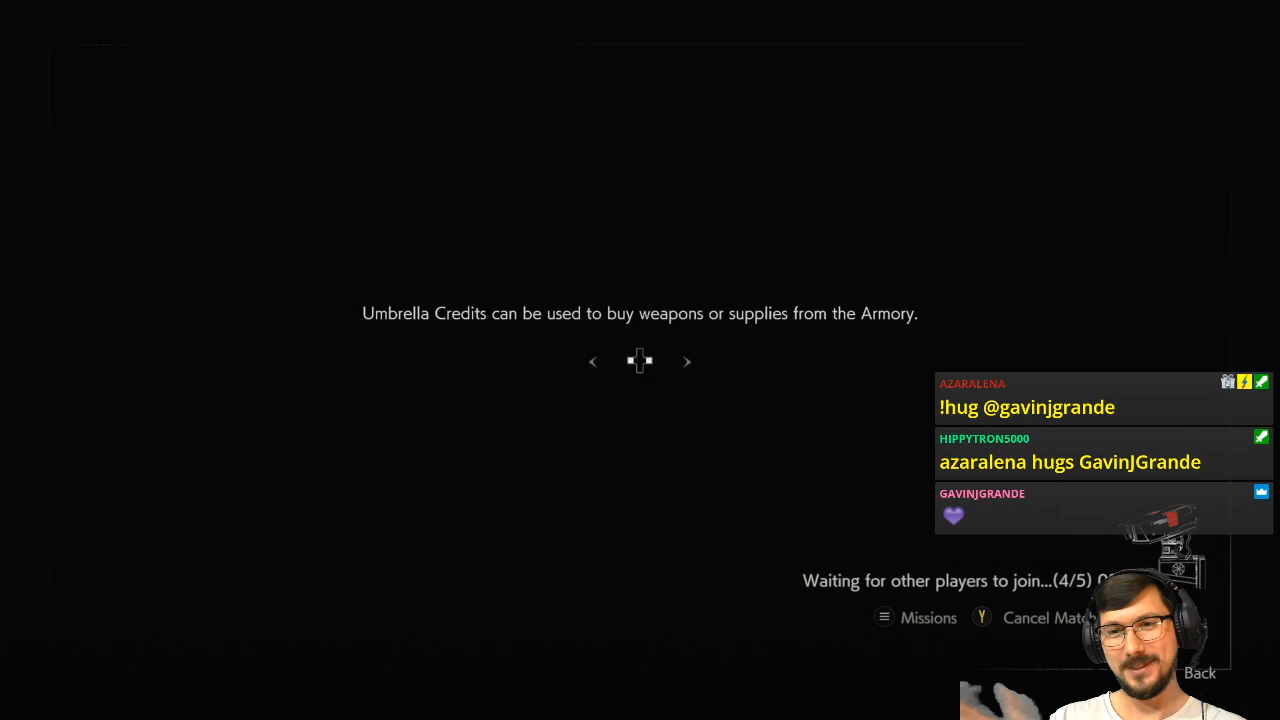 Umbrella Credits can be used to buy weapons or supplies from the Armory.
AZARALENA
!hug @gavinjgrande
HIPPYTRON5000
azaralena hugs GavinJGrande
GAVINJGRANDE
Waiting for other players to join...(4/5)
Missions Y Cancel
Back